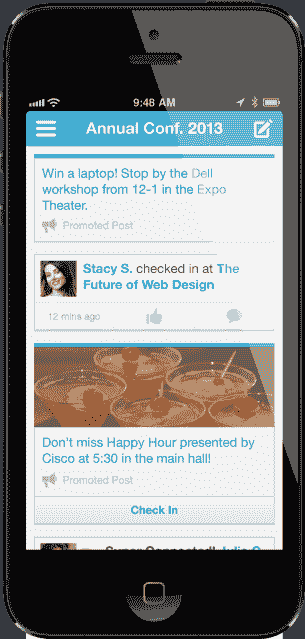 9:48 AM
Annual Conf. 2013
Win a laptop! Stop by the Dell
workshop from 12-1 in the Expo
Theater.
Promoted Post
Stacy S. checked in at The
Future of Web Design
12 mins ago
Don't miss Happy Hour presented by
Cisco at 5:30 in the main hall!
Promoted Post
Check In